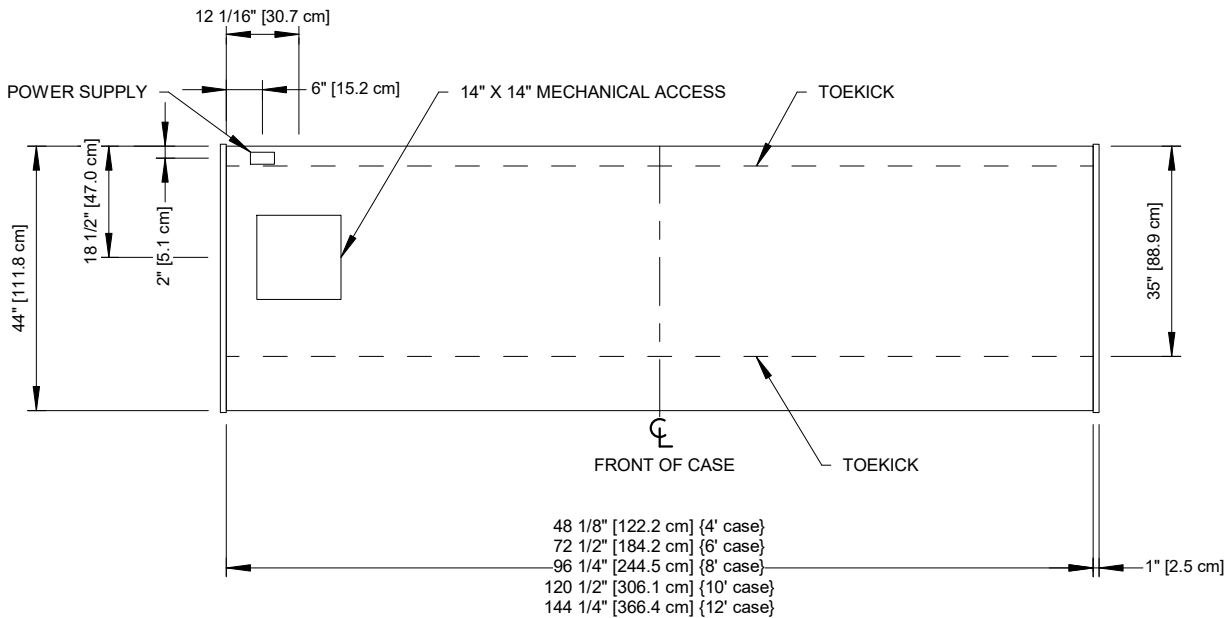 12 1/16" [30.7 cm]
POWER SUPPLY
6" [15.2 cm]
14" X 14" MECHANICAL ACCESS
TOEKICK
44" [111.8 cm]
18 1/2" [47.0 cm]
2" [5.1 cm]
35" [88.9 cm]
CL
FRONT OF CASE
TOEKICK
48 1/8" [122.2 cm] {4' case}
72 1/2" [184.2 cm] {6' case}
96 1/4" [244.5 cm] {8' case}
120 1/2" [306.1 cm] {10' case}
144 1/4" [366.4 cm] {12' case}
1" [2.5 cm]